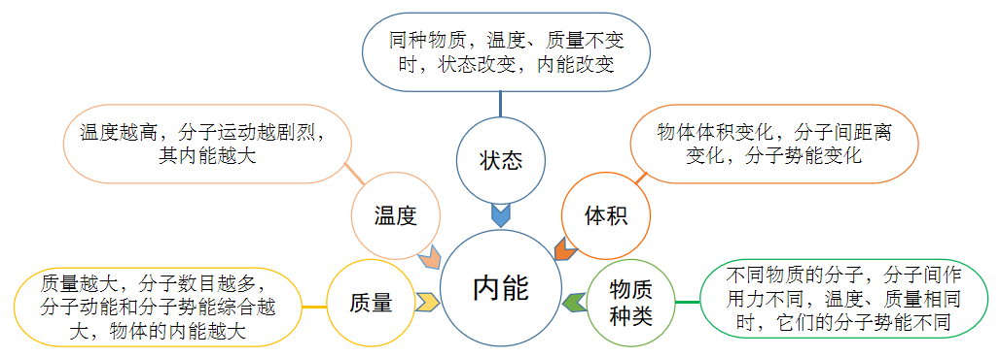 同种物质，温度、质量不变
时，状态改变，内能改变
温度越高，分子运动越剧烈，
其内能越大
状态
物体体积变化，分子间距离
变化，分子势能变化
温度
体积
质量越大，分子数目越多，
分子动能和分子势能综合越
大，物体的内能越大
质量
内能
物质
种类
不同物质的分子，分子间作
用力不同，温度、质量相同
时，它们的分子势能不同